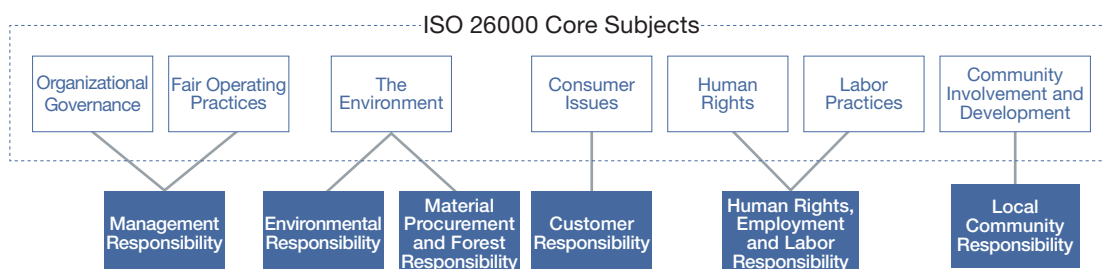 ISO 26000 Core Subjects
Organizational
Governance
Fair Operating
Practices
The
Environment
Consumer
Issues
Human
Rights
Labor
Practices
Community
Involvement and
Development
Management
Responsibility
Environmental
Responsibility
Material
Procurement
and Forest
Responsibility
Customer
Responsibility
Human Rights,
Employment
and Labor
Responsibility
Local
Community
Responsibility